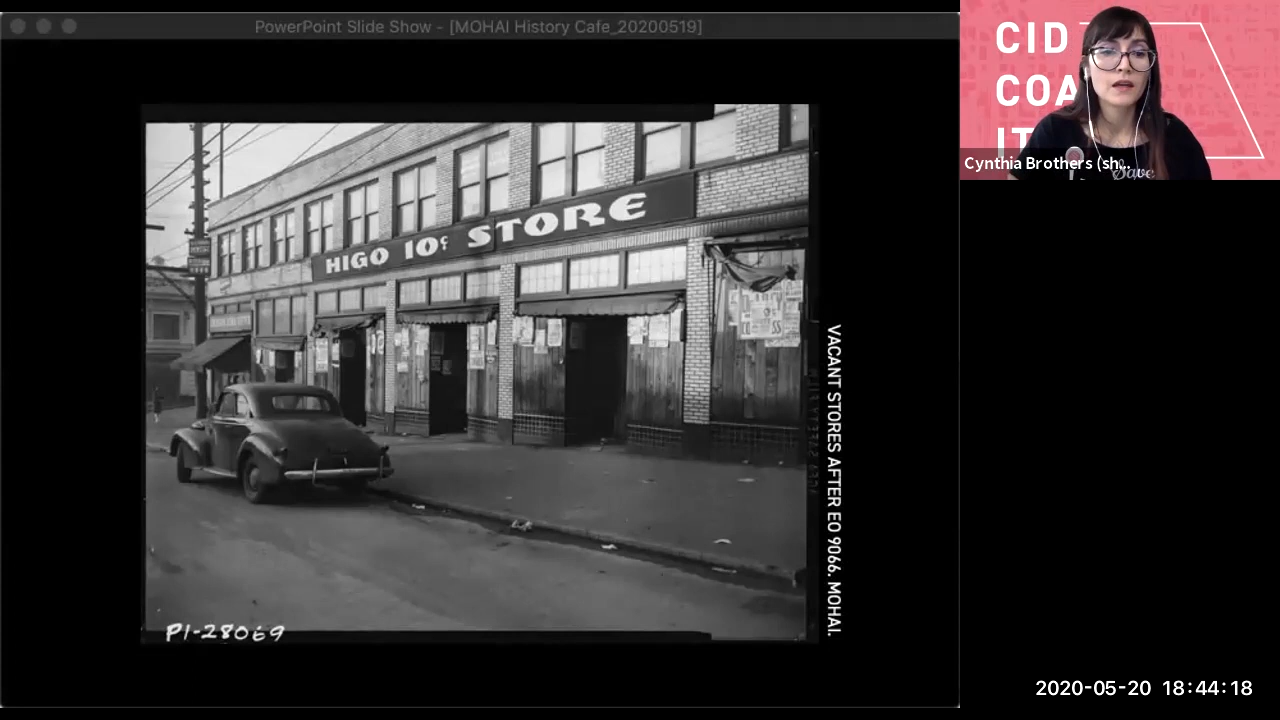 PowerPoint Slide Show - [MOHAI History Cafe_20200519]
HIGO 10¢ STORE
VACANT STORES AFTER EO 9066. MOHAI.
P1-28069
CID
COA
IT
Cynthia Brothers (sh...
Save
2020-05-20 18:44:18